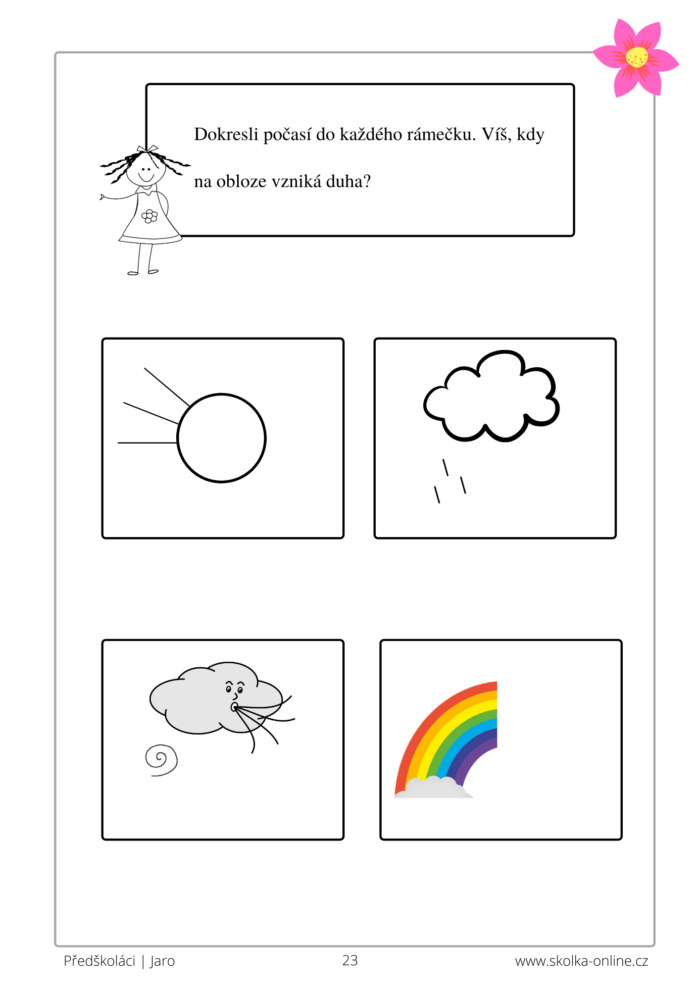 Dokresli počasí do každého rámečku. Víš, kdy
na obloze vzniká duha?
Předškoláci | Jaro
23
www.skolka-online.cz